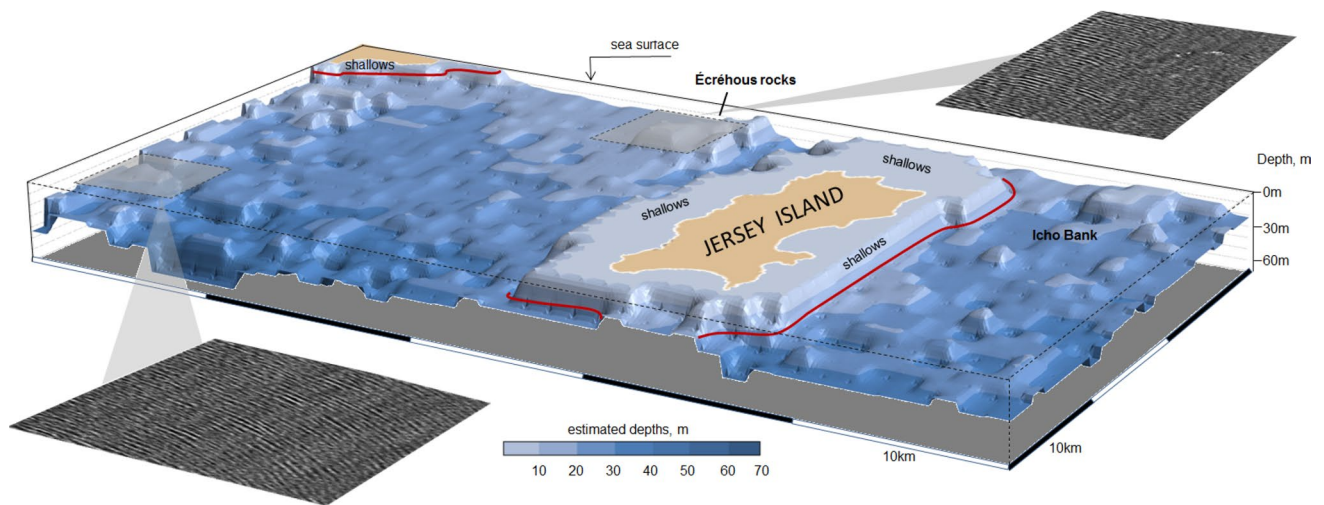 sea surface
shallows
Écréhous rocks
Depth, m
0m
30m
60m
shallows
shallows
JERSEY ISLAND
shallows
Icho Bank
estimated depths, m
10 20 30 40 50 60 70
10km
10km